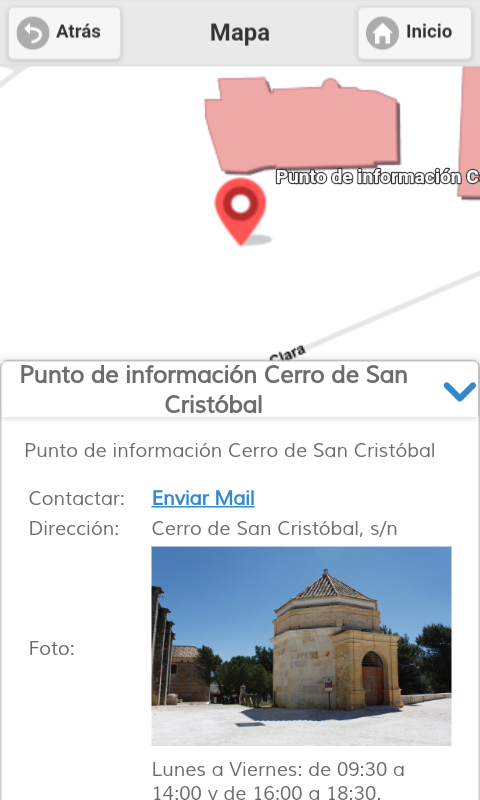 Atrás
Mapa
Inicio
Punto de información C
Clara
Punto de información Cerro de San
Cristóbal
Punto de información Cerro de San Cristóbal
Contactar: Enviar Mail
Dirección: Cerro de San Cristóbal, s/n
Foto:
Lunes a Viernes: de 09:30 a
14:00 y de 16:00 a 18:30.